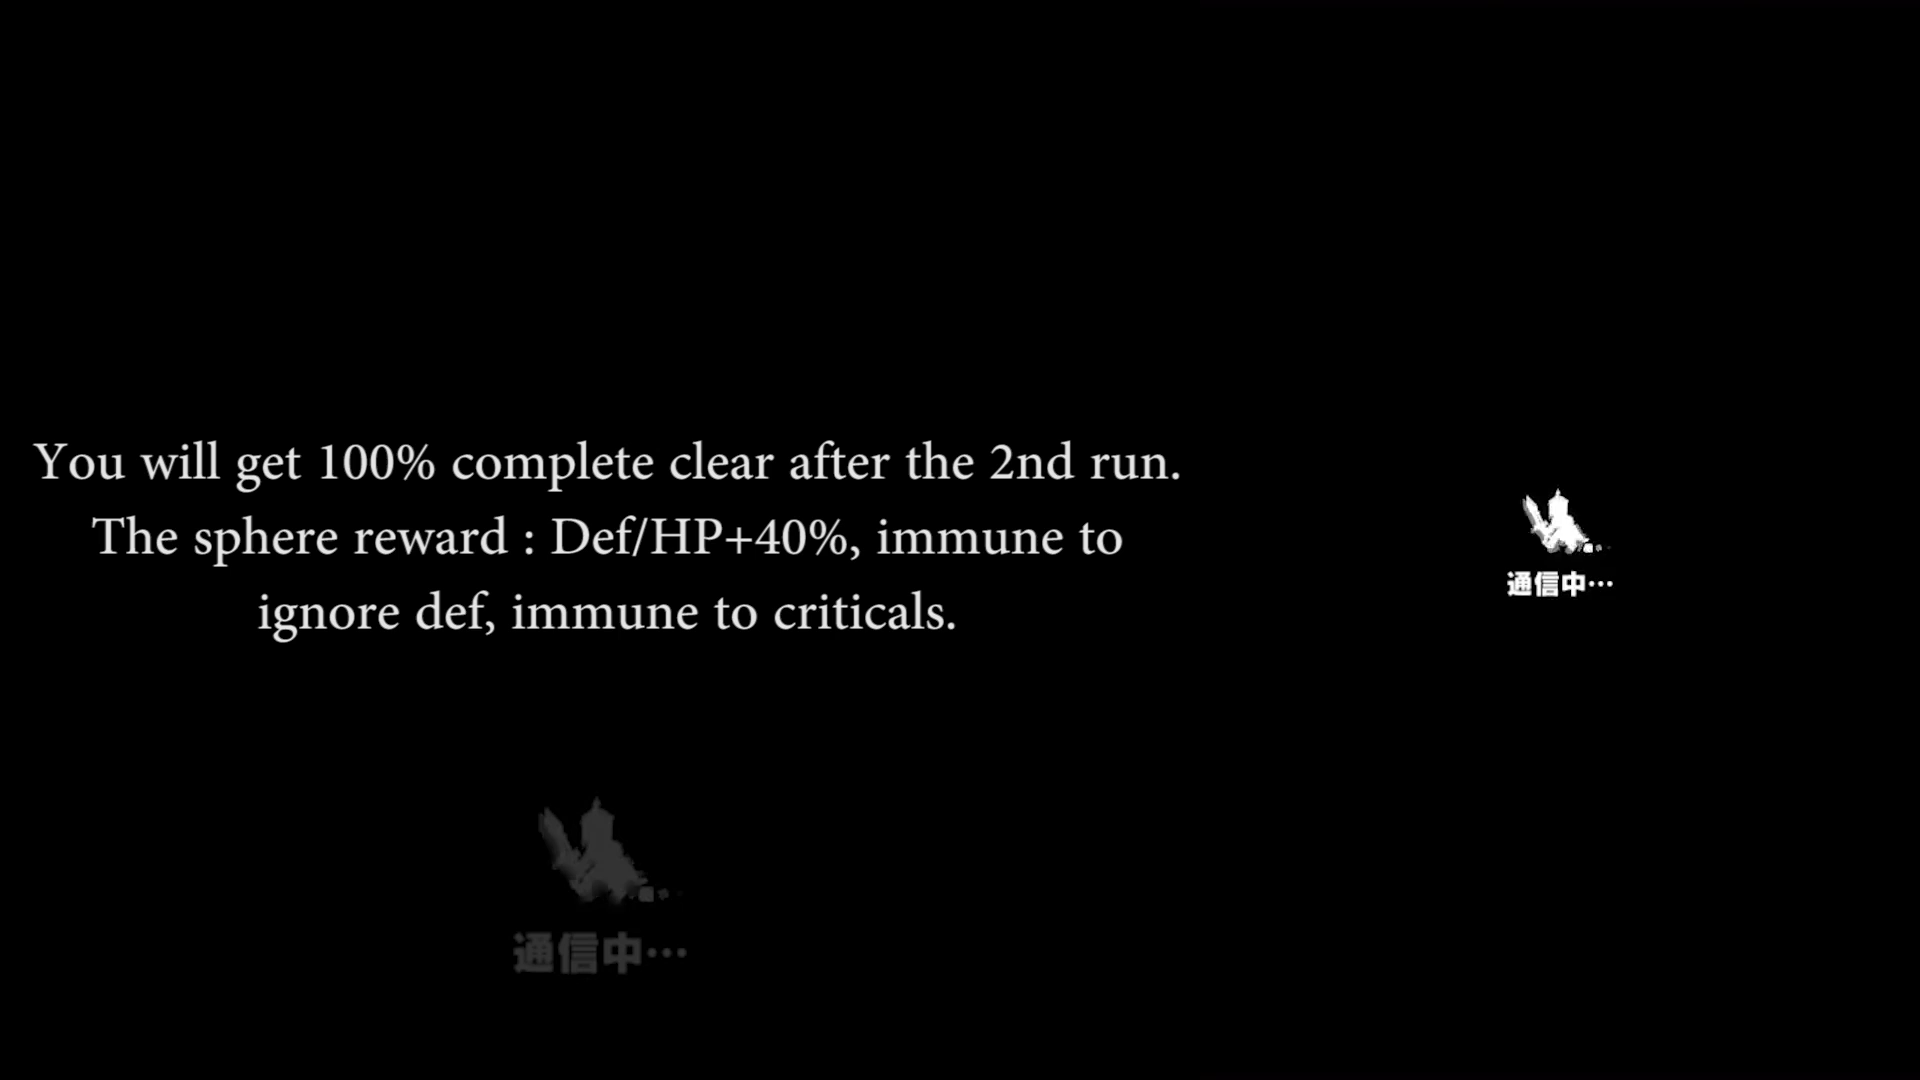 You will get 100% complete clear after the 2nd run.
The sphere reward : Def/HP+40%, immune to
ignore def, immune to criticals.
通信中…
通信中…